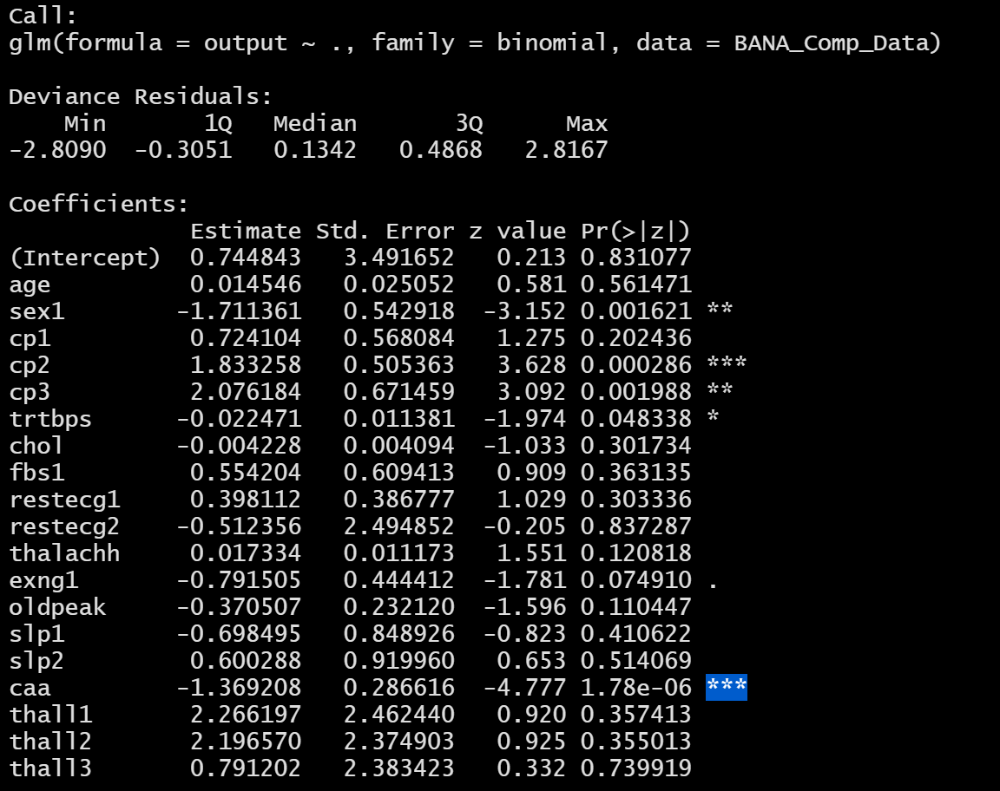 Call:
glm(formula = output ~ ., family = binomial, data = BANA_Comp_Data)
Deviance Residuals:
Min 1Q Median 3Q Max
-2.8090 -0.3051 0.1342 0.4868 2.8167
Coefficients:
Estimate Std. Error z value Pr(>|z|)
(Intercept) 0.744843 3.491652 0.213 0.831077
age 0.014546 0.025052 0.581 0.561471
sex1 -1.711361 0.542918 -3.152 0.001621 **
cp1 0.724104 0.568084 1.275 0.202436
cp2 1.833258 0.505363 3.628 0.000286 ***
cp3 2.076184 0.671459 3.092 0.001988 **
trtbps -0.022471 0.011381 -1.974 0.048338 *
chol -0.004228 0.004094 -1.033 0.301734
fbs1 0.554204 0.609413 0.909 0.363135
restecg1 0.398112 0.386777 1.029 0.303336
restecg2 -0.512356 2.494852 -0.205 0.837287
thalachh 0.017334 0.011173 1.551 0.120818
exng1 -0.791505 0.444412 -1.781 0.074910 .
oldpeak -0.370507 0.232120 -1.596 0.110447
slp1 -0.698495 0.848926 -0.823 0.410622
slp2 0.600288 0.919960 0.653 0.514069
caa -1.369208 0.286616 -4.777 1.78e-06 ***
thall1 2.266197 2.462440 0.920 0.357413
thall2 2.196570 2.374903 0.925 0.355013
thall3 0.791202 2.383423 0.332 0.739919